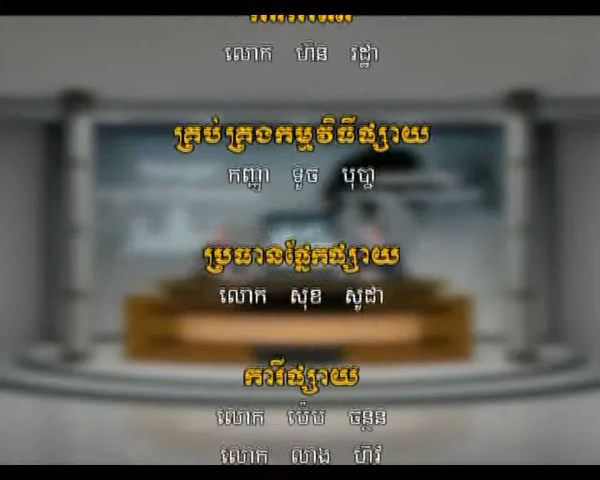 លោក ហ៊ន រដ្ឋា
គ្រប់គ្រងកម្មវិធីផ្សាយ
កញ្ញា ទូច បុប្ផា
ប្រធានផ្នែកផ្សាយ
លោក សុខ សូដា
ការីផ្សាយ
លោក ប៉េប ចន្ថន
លោក លាង ហ៊ីវ